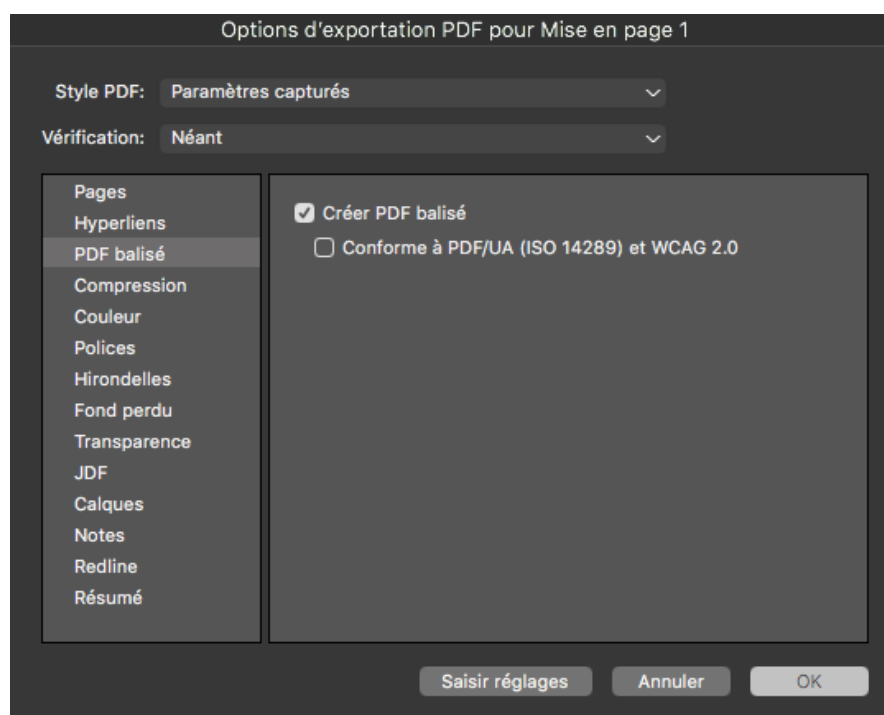 Options d'exportation PDF pour Mise en page 1
Style PDF: Paramètres capturés
Vérification: Néant
Pages
Hyperliens
PDF balisé
Compression
Couleur
Polices
Hirondelles
Fond perdu
Transparence
JDF
Calques
Notes
Redline
Résumé
Créer PDF balisé
Conforme à PDF/UA (ISO 14289) et WCAG 2.0
Saisir réglages Annuler OK